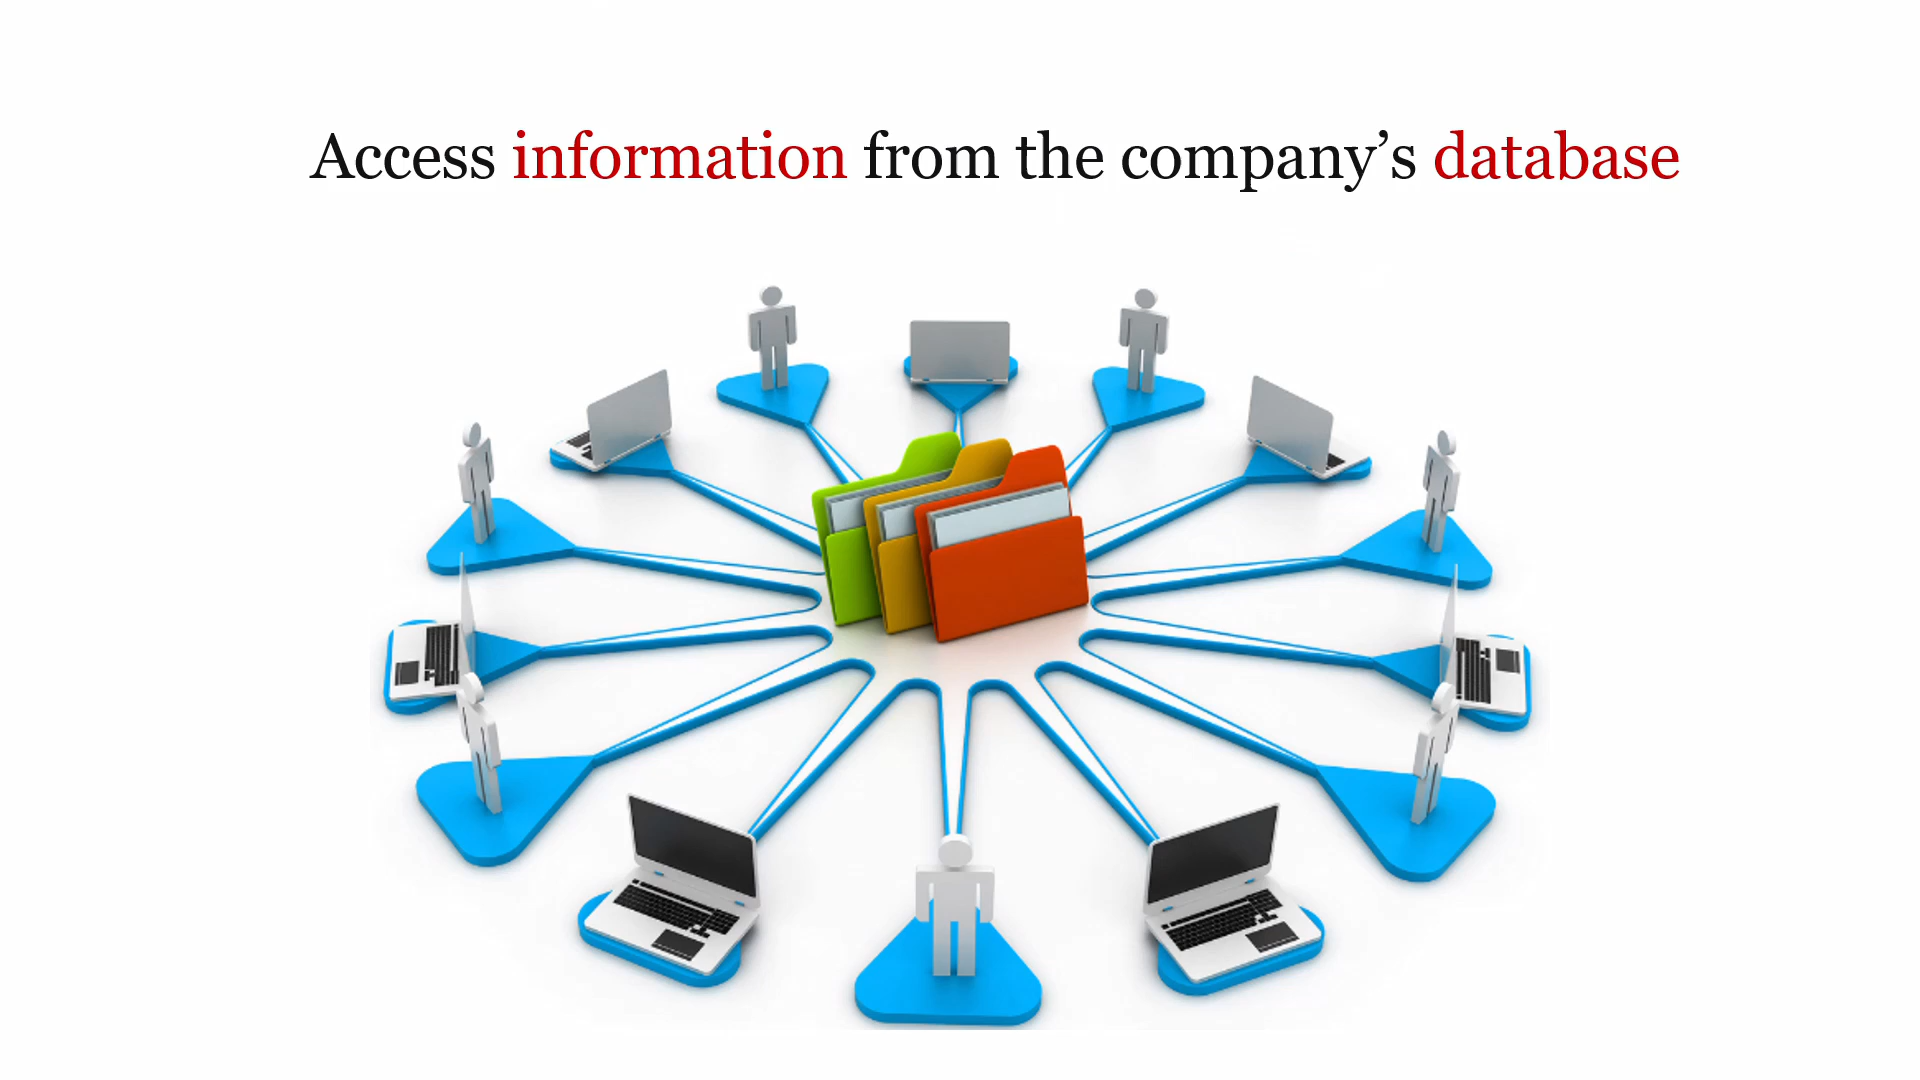 Access information from the company’s database